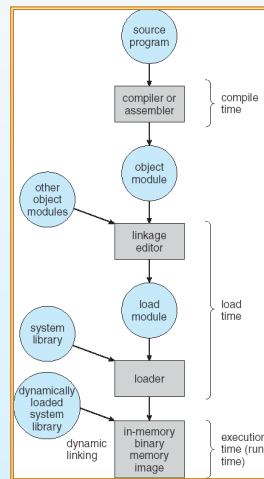 source
program
compiler or
assembler
compile
time
object
module
other
object
modules
linkage
editor
load
module
load
time
system
library
loader
dynamically
loaded
system
library
dynamic
linking
in-memory
binary
memory
image
execution
time (run
time)